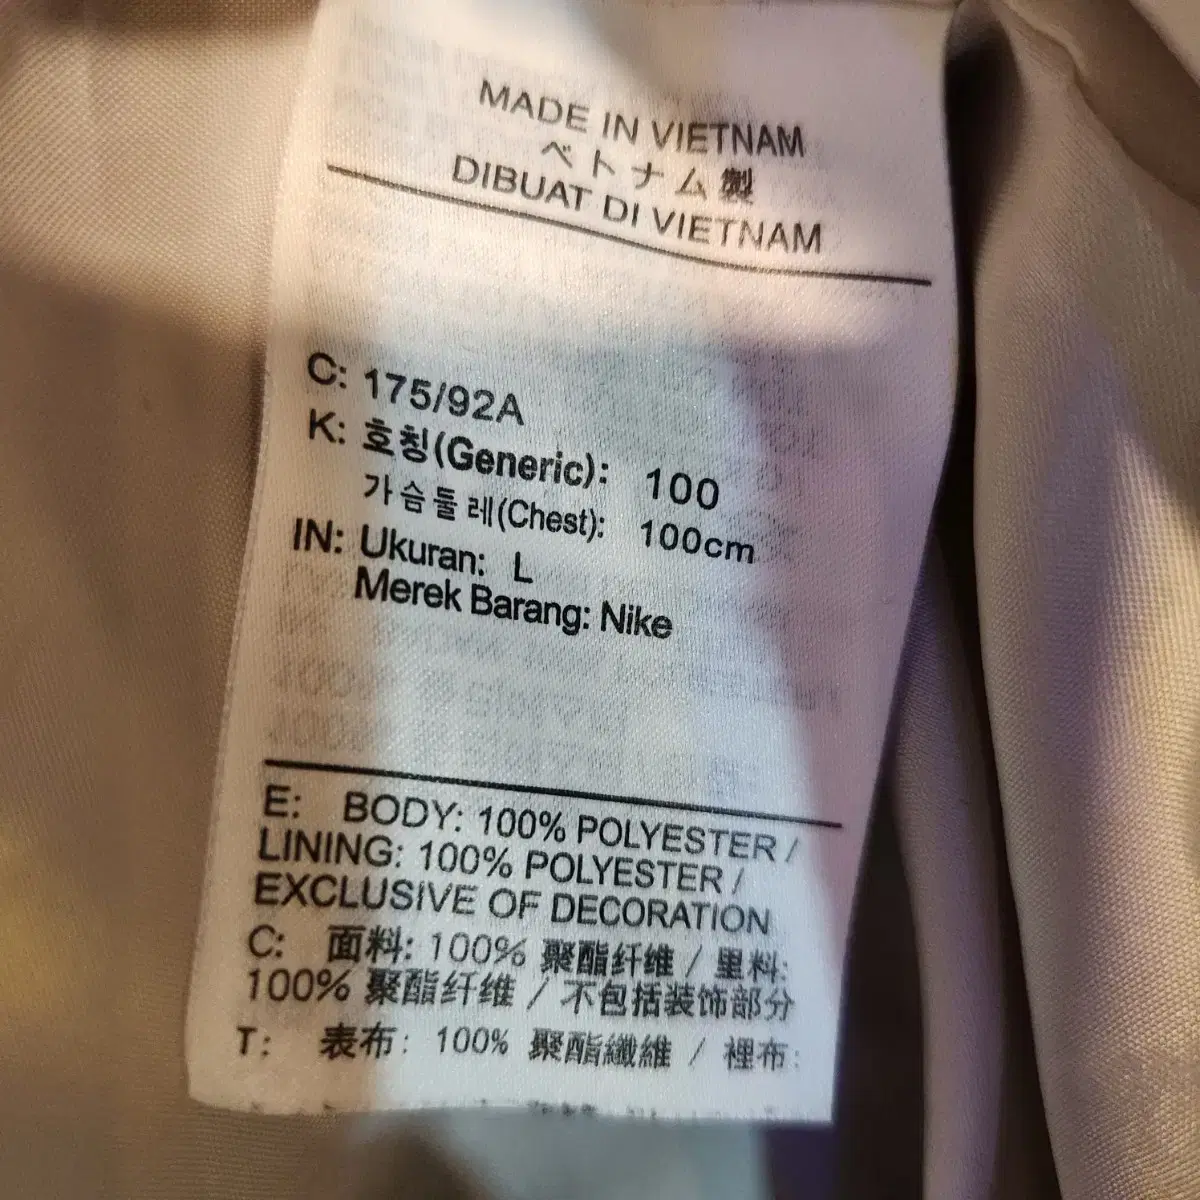 MADE IN VIETNAM
ベトナム製
DIBUAT DI VIETNAM
C: 175/92A
K: 호칭(Generic): 100
가슴둘레(Chest): 100cm
IN: Ukuran: L
Merek Barang: Nike
E: BODY: 100% POLYESTER /
LINING: 100% POLYESTER /
EXCLUSIVE OF DECORATION
C: 面料: 100% 聚酯纤维 / 里料:
100% 聚酯纤维 / 不包括装饰部分
T: 表布: 100% 聚酯纖維 / 裡布: